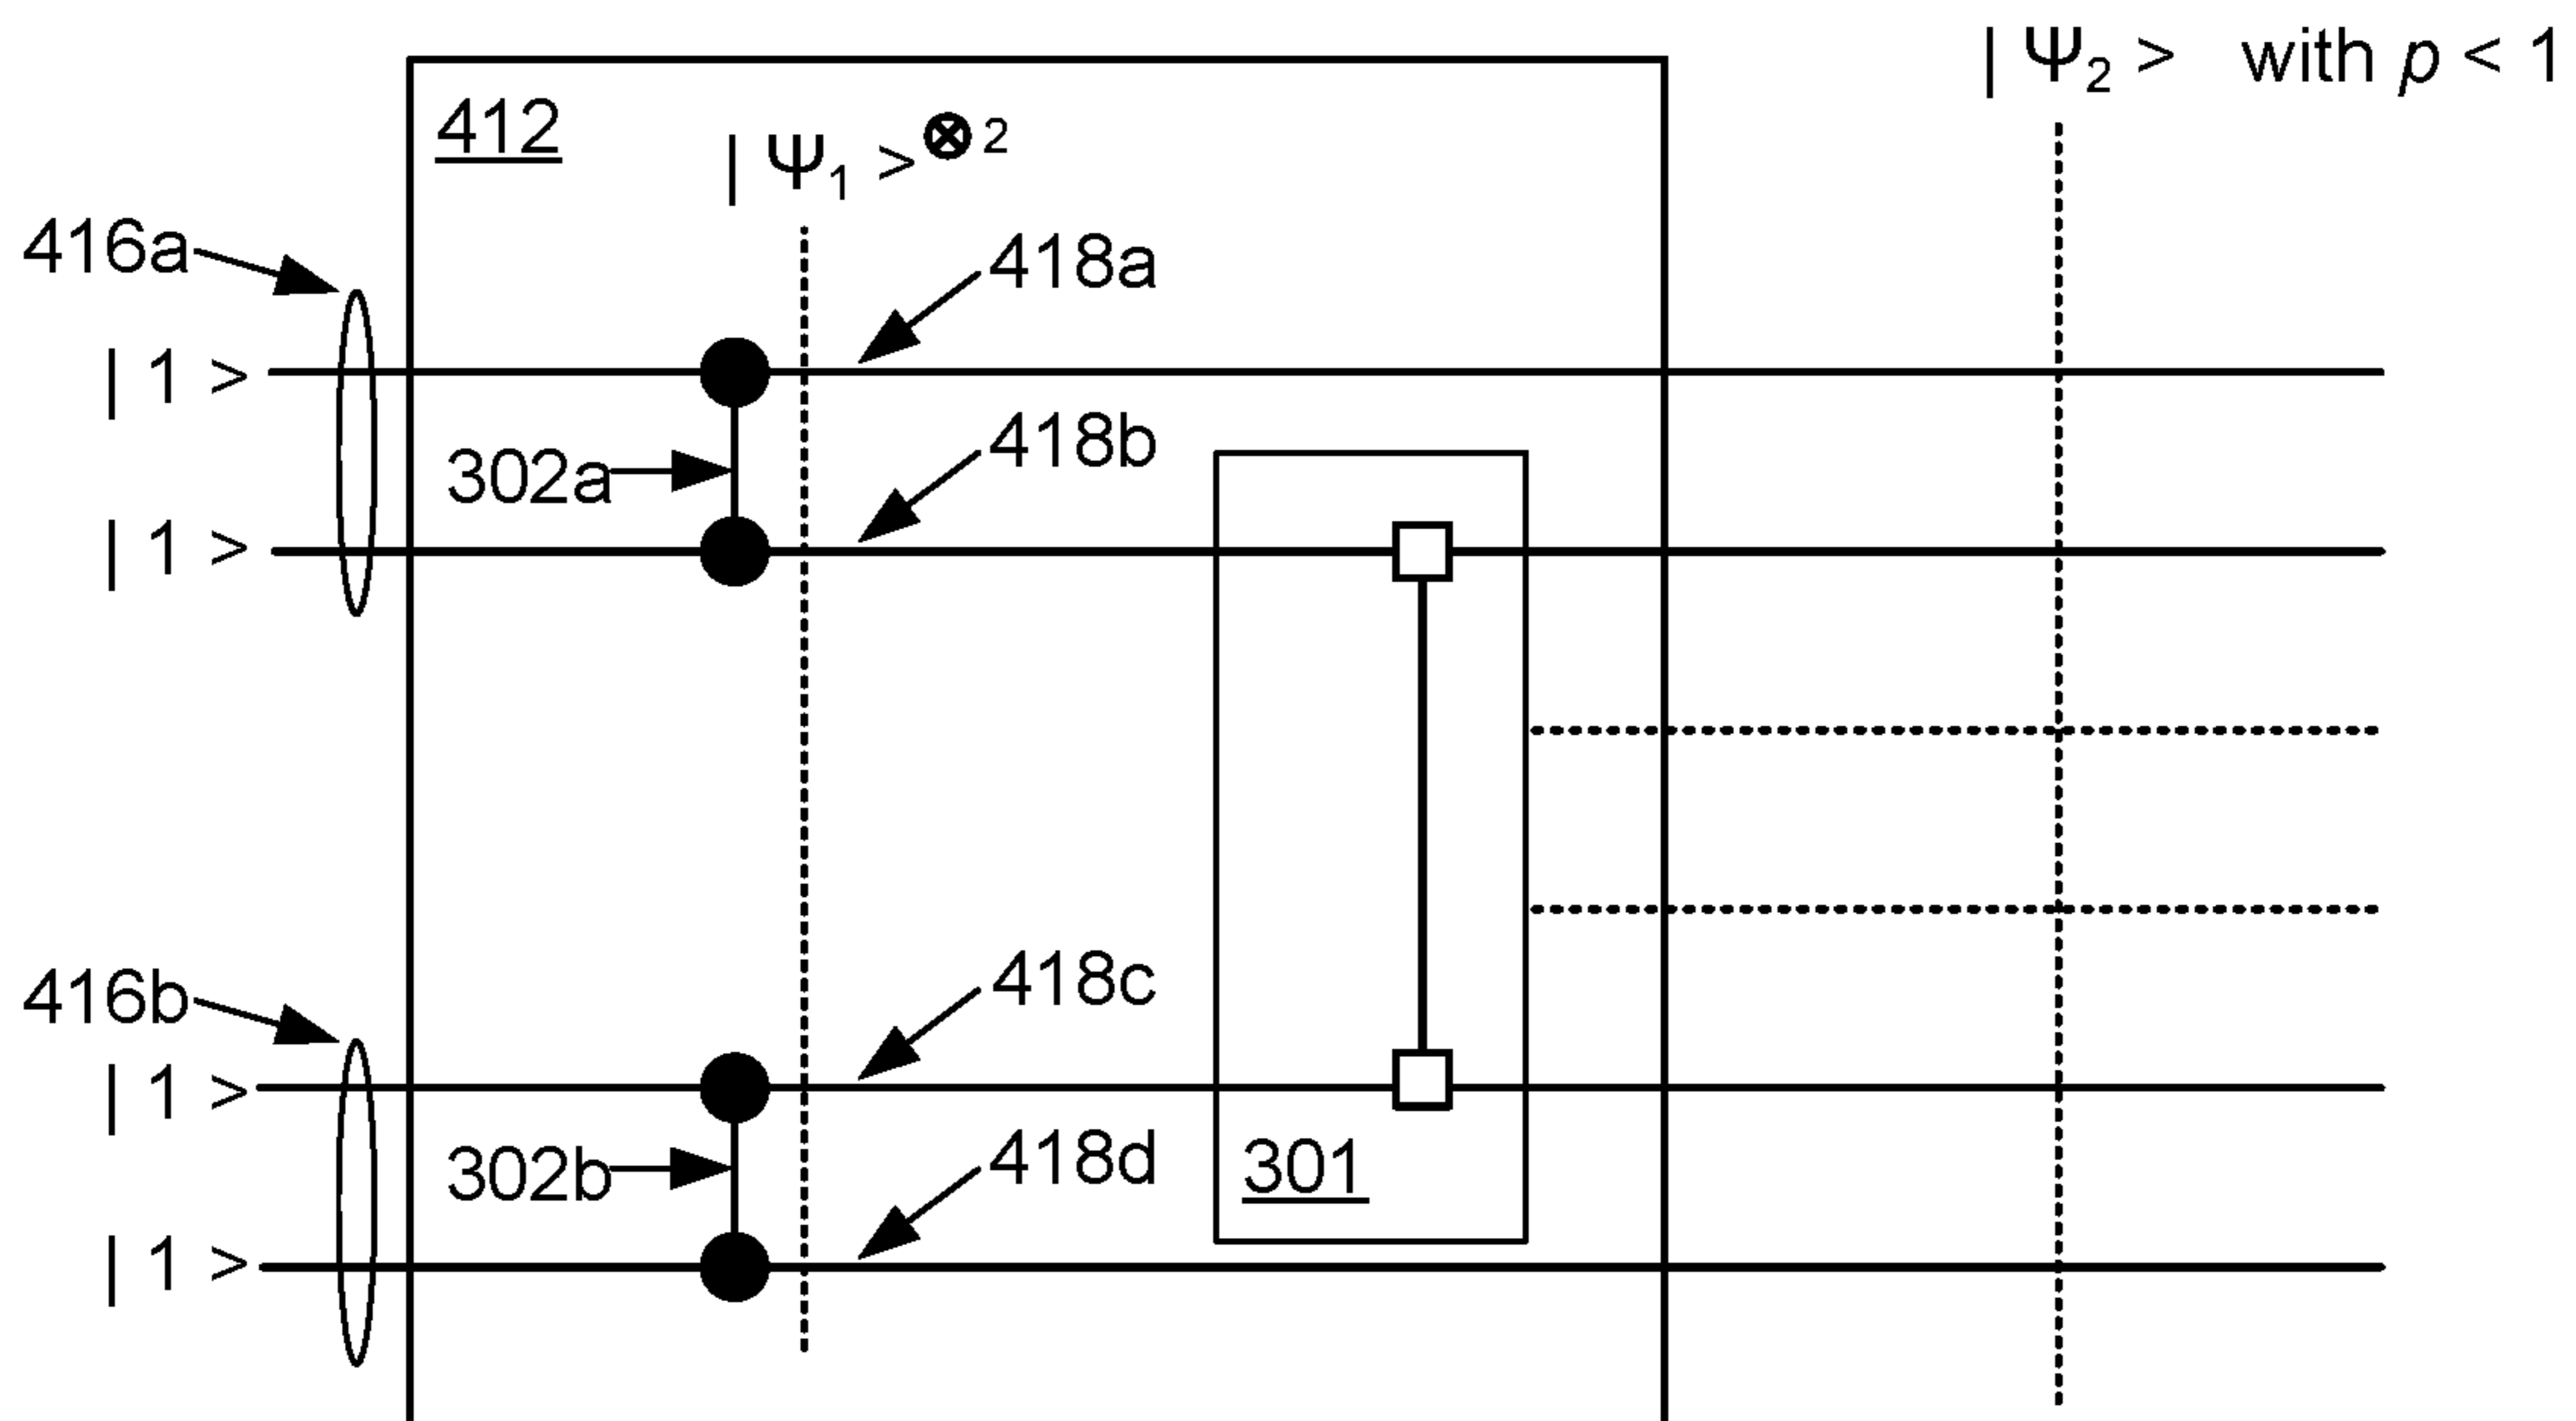 | Ψ2 > with p < 1
412
| Ψ1 >⊗2
416a
418a
| 1 >
418b
302a
| 1 >
418c
416b
| 1 >
418d
302b
301
| 1 >